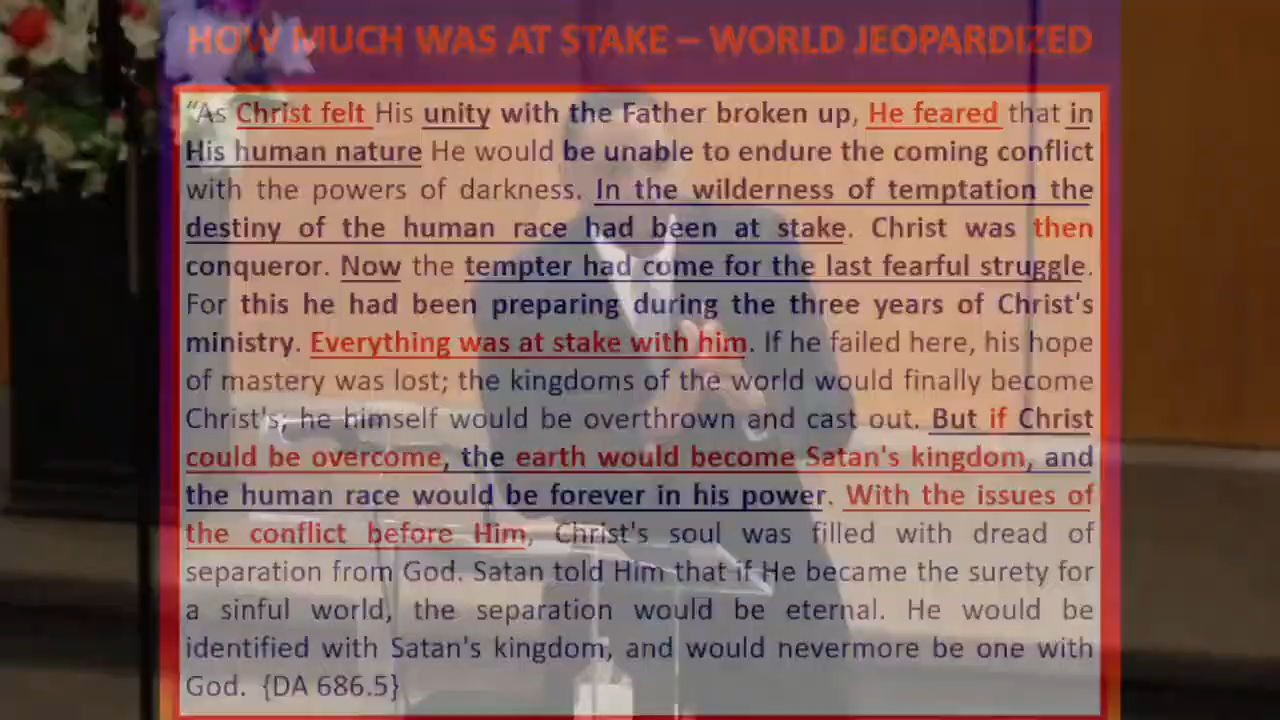 HOW MUCH WAS AT STAKE – WORLD JEOPARDIZED
“As Christ felt His unity with the Father broken up, He feared that in
His human nature He would be unable to endure the coming conflict
with the powers of darkness. In the wilderness of temptation the
destiny of the human race had been at stake. Christ was then
conqueror. Now the tempter had come for the last fearful struggle.
For this he had been preparing during the three years of Christ's
ministry. Everything was at stake with him. If he failed here, his hope
of mastery was lost; the kingdoms of the world would finally become
Christ's; he himself would be overthrown and cast out. But if Christ
could be overcome, the earth would become Satan's kingdom, and
the human race would be forever in his power. With the issues of
the conflict before Him, Christ's soul was filled with dread of
separation from God. Satan told Him that if He became the surety for
a sinful world, the separation would be eternal. He would be
identified with Satan's kingdom, and would nevermore be one with
God. {DA 686.5}